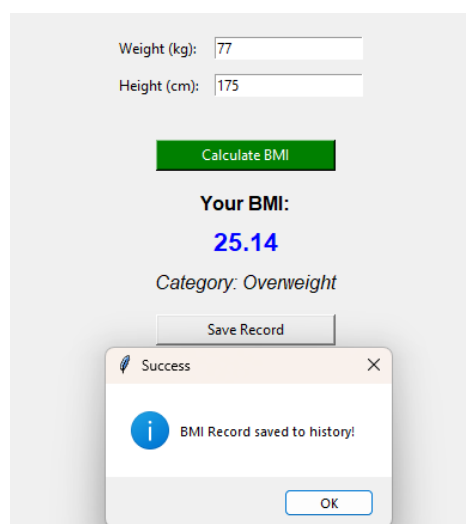 Weight (kg): 77
Height (cm): 175
Calculate BMI
Your BMI:
25.14
Category: Overweight
Save Record
Success
BMI Record saved to history!
OK